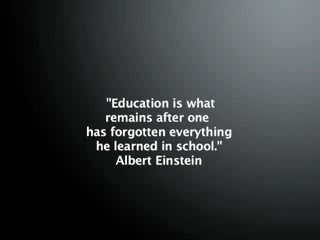 "Education is what
remains after one
has forgotten everything
he learned in school."
Albert Einstein